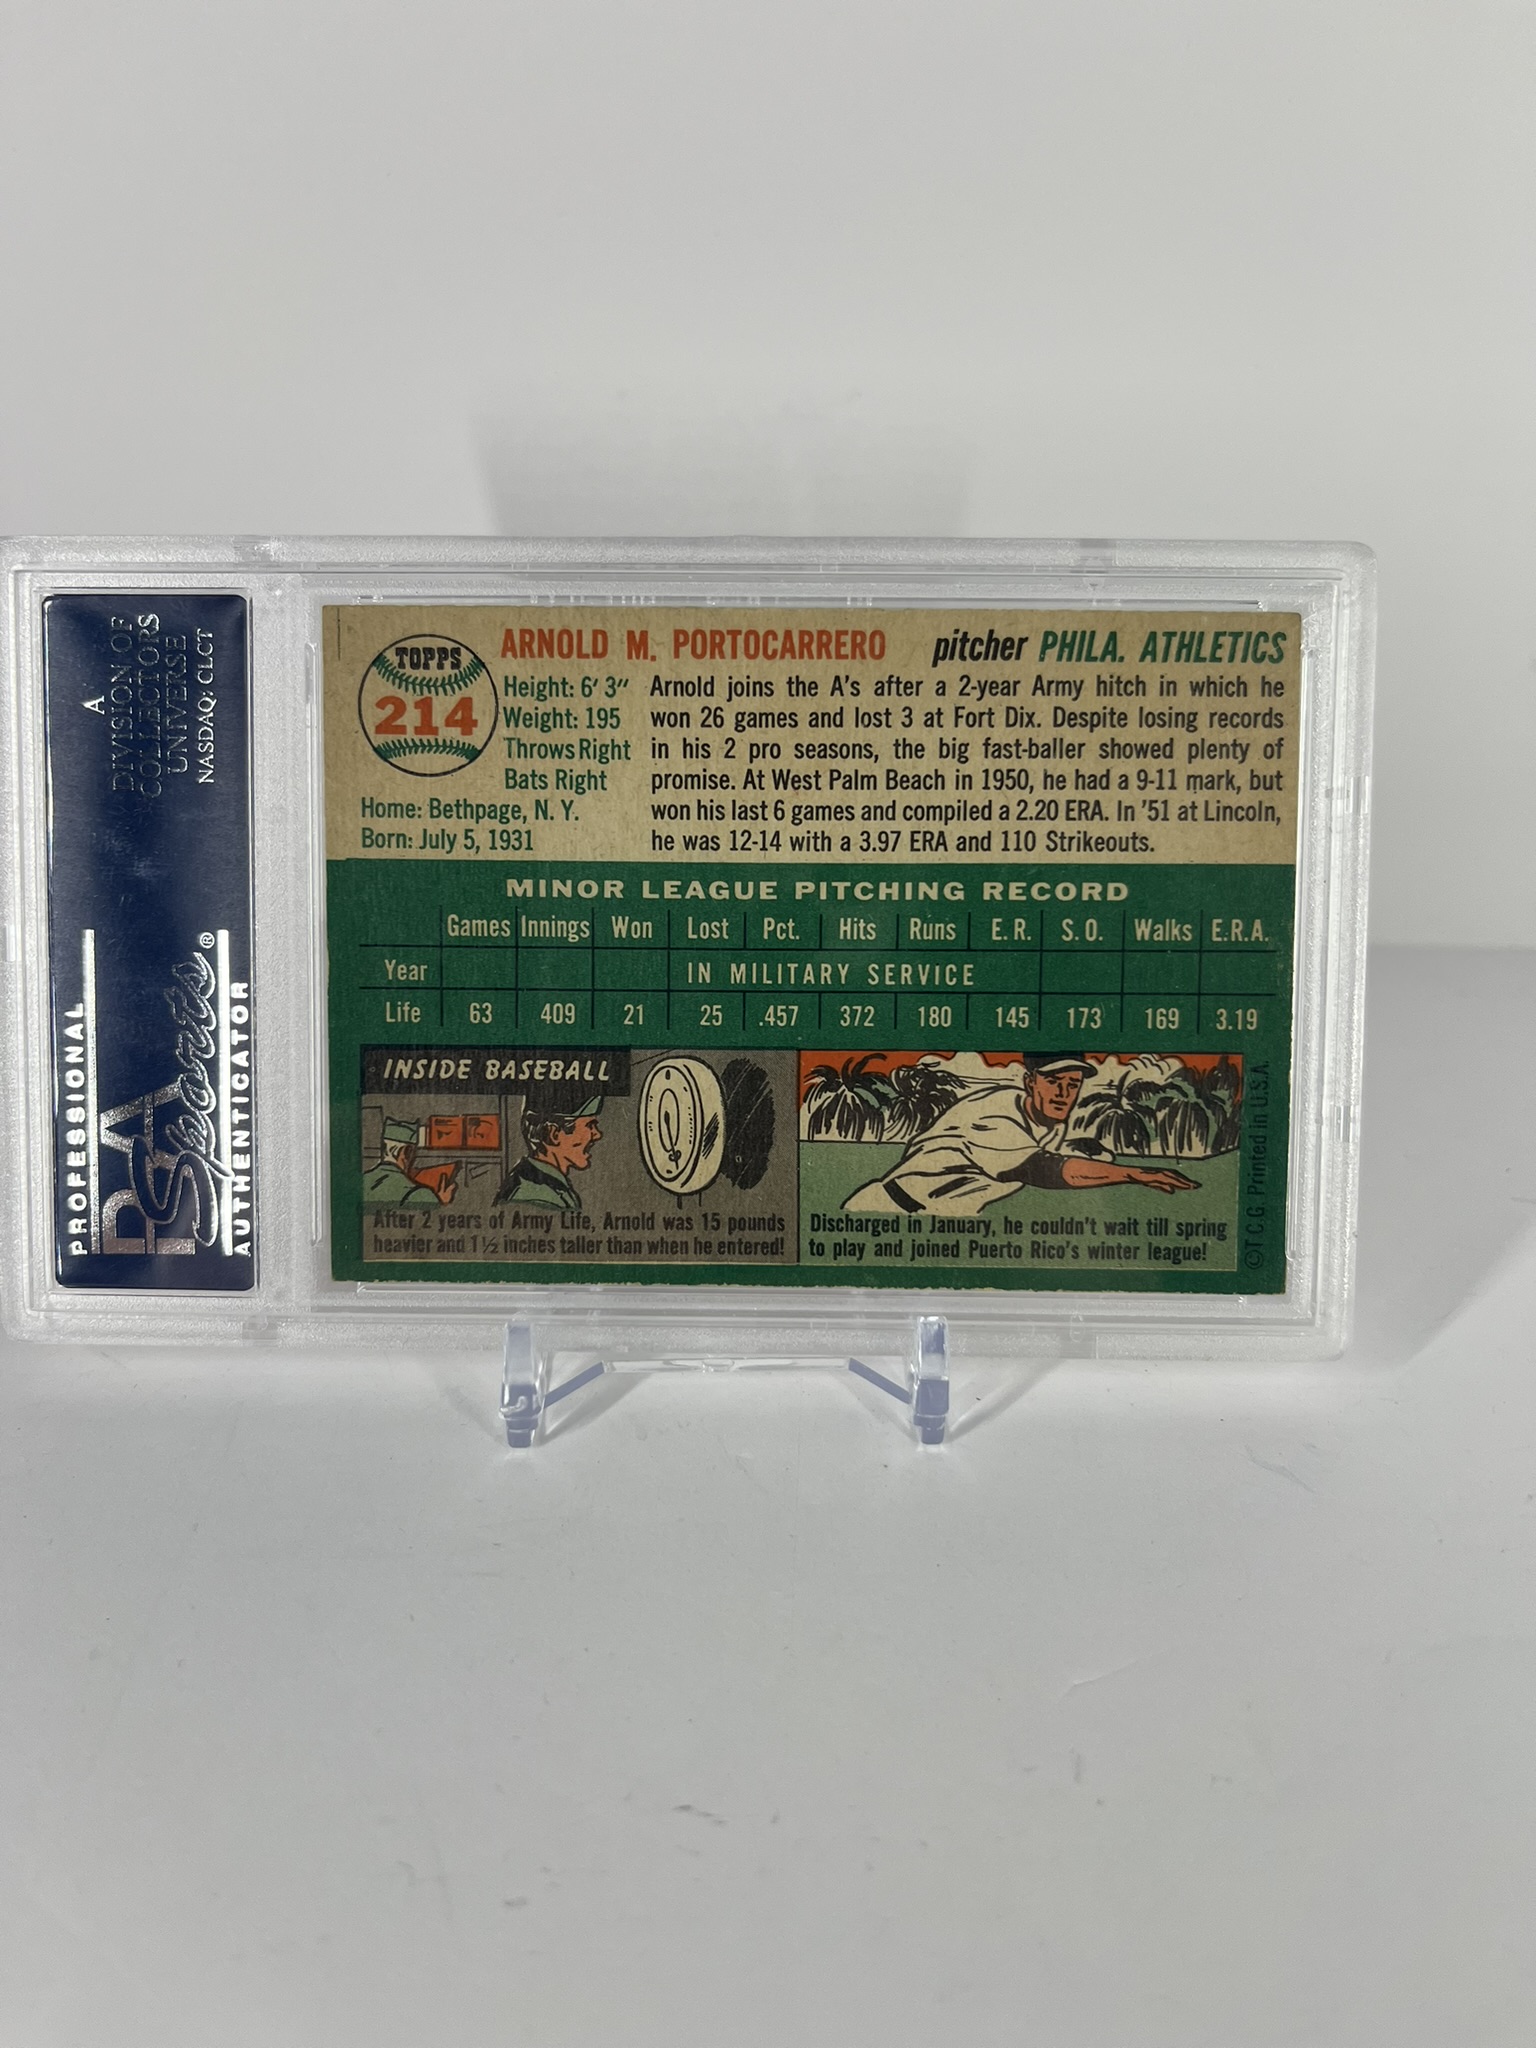 A
DIVISION OF
COLLECTORS
UNIVERSE
NASDAQ: CLCT
PROFESSIONAL
PSA
Sports®
AUTHENTICATOR
TOPPS
214
ARNOLD M. PORTOCARRERO pitcher PHILA. ATHLETICS
Height: 6' 3"
Weight: 195
Throws Right
Bats Right
Home: Bethpage, N. Y.
Born: July 5, 1931
Arnold joins the A's after a 2-year Army hitch in which he
won 26 games and lost 3 at Fort Dix. Despite losing records
in his 2 pro seasons, the big fast-baller showed plenty of
promise. At West Palm Beach in 1950, he had a 9-11 mark, but
won his last 6 games and compiled a 2.20 ERA. In '51 at Lincoln,
he was 12-14 with a 3.97 ERA and 110 Strikeouts.
MINOR LEAGUE PITCHING RECORD
Games Innings Won Lost Pct. Hits Runs E. R. S. O. Walks E.R.A.
Year IN MILITARY SERVICE
Life 63 409 21 25 .457 372 180 145 173 169 3.19
INSIDE BASEBALL
After 2 years of Army Life, Arnold was 15 pounds
heavier and 1 ½ inches taller than when he entered!
Discharged in January, he couldn't wait till spring
to play and joined Puerto Rico's winter league!
©T.C.G. Printed in U.S.A.